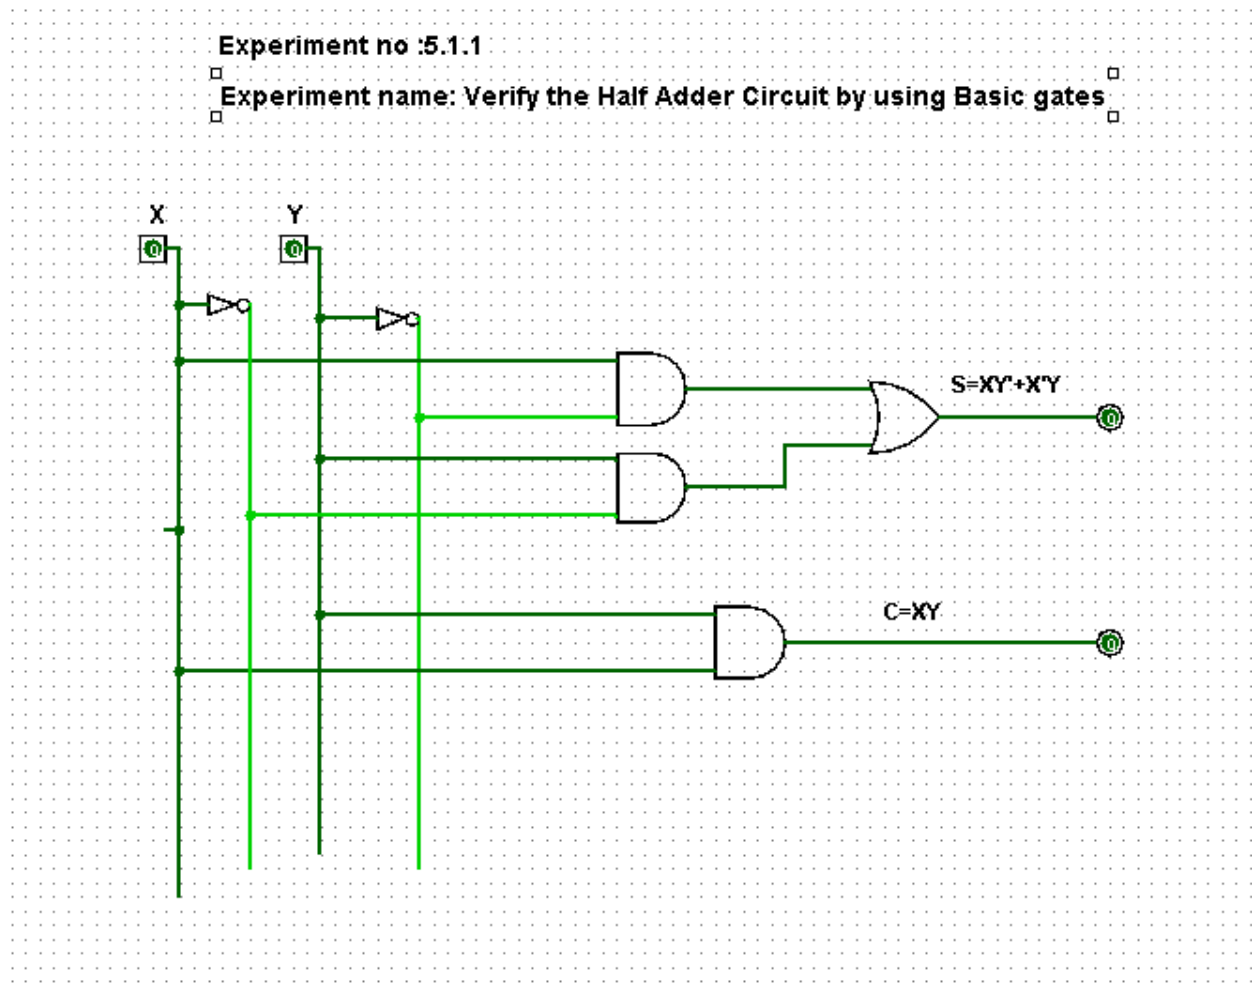 Experiment no :5.1.1
Experiment name: Verify the Half Adder Circuit by using Basic gates
X Y
0 0
S=XY'+X'Y
0
C=XY
0